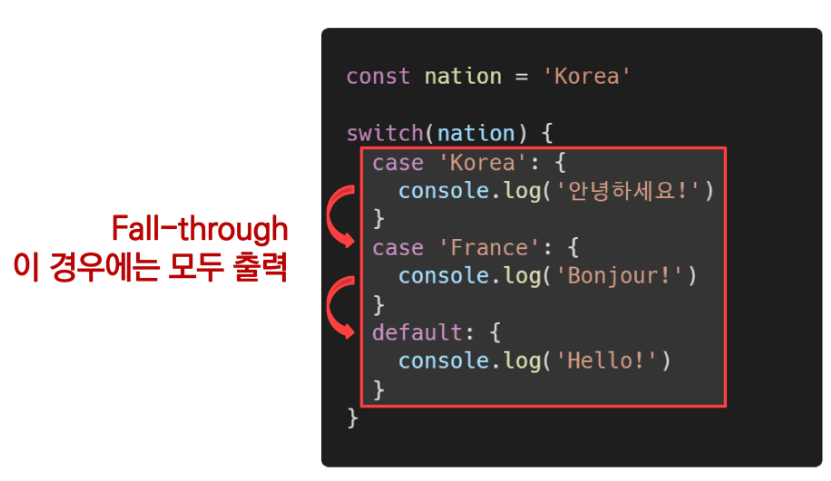 Fall-through
이 경우에는 모두 출력
const nation = 'Korea'
switch(nation) {
case 'Korea': {
console.log('안녕하세요!')
}
case 'France': {
console.log('Bonjour!')
}
default: {
console.log('Hello!')
}
}